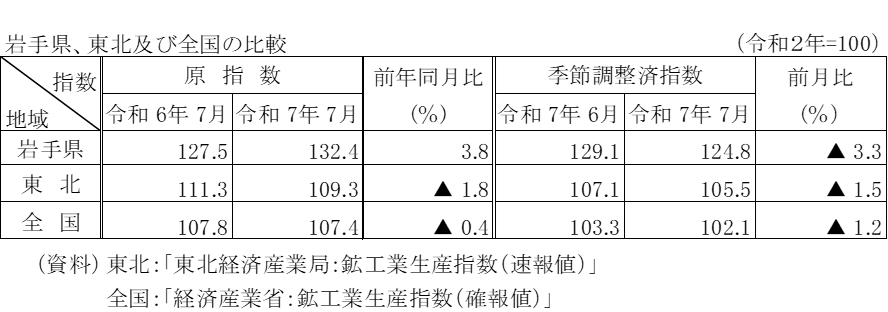 岩手県、東北及び全国の比較 (令和２年=100)
指数 原 指 数 前年同月比 季節調整済指数 前月比
地域 令和 6年 7月 令和 7年 7月 (%) 令和 7年 6月 令和 7年 7月 (%)
岩手県 127.5 132.4 3.8 129.1 124.8 ▲ 3.3
東 北 111.3 109.3 ▲ 1.8 107.1 105.5 ▲ 1.5
全 国 107.8 107.4 ▲ 0.4 103.3 102.1 ▲ 1.2
(資料) 東北：「東北経済産業局：鉱工業生産指数(速報値)」
全国：「経済産業省：鉱工業生産指数(確報値)」